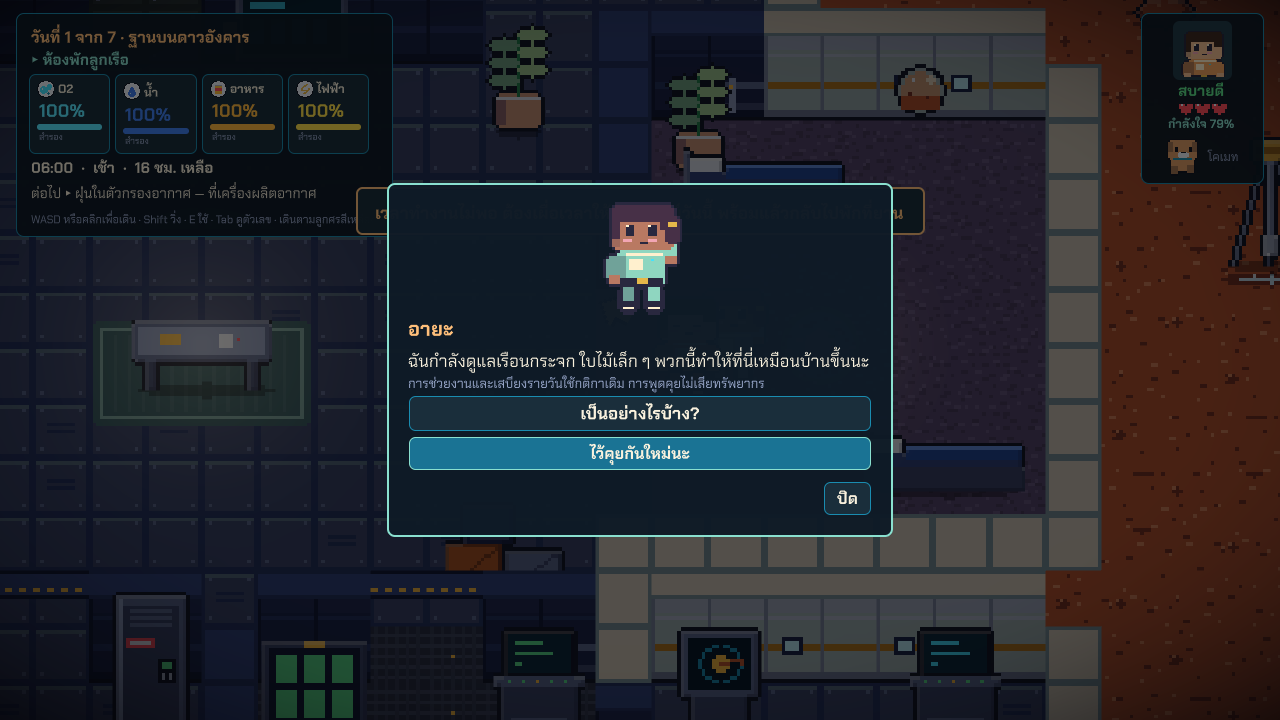 วันที่ 1 จาก 7 · ฐานบนดาวอังคาร
‣ ห้องพักลูกเรือ
O2
100%
สำรอง
น้ำ
100%
สำรอง
อาหาร
100%
สำรอง
ไฟฟ้า
100%
สำรอง
06:00 · เช้า · 16 ชม. เหลือ
ต่อไป ‣ ฝุ่นในตัวกรองอากาศ — ที่เครื่องผลิตอากาศ
WASD หรือคลิกเพื่อเดิน · Shift วิ่ง · E ใช้ · Tab ดูตัวเลข · เดินตามลูกศรสีเห
สบายดี
กำลังใจ 79%
โคเมท
อายะ
ฉันกำลังดูแลเรือนกระจก ใบไม้เล็ก ๆ พวกนี้ทำให้ที่นี่เหมือนบ้านขึ้นนะ
การช่วยงานและเสบียงรายวันใช้กติกาเดิม การพูดคุยไม่เสียทรัพยากร
เป็นอย่างไรบ้าง?
ไว้คุยกันใหม่นะ
ปิด